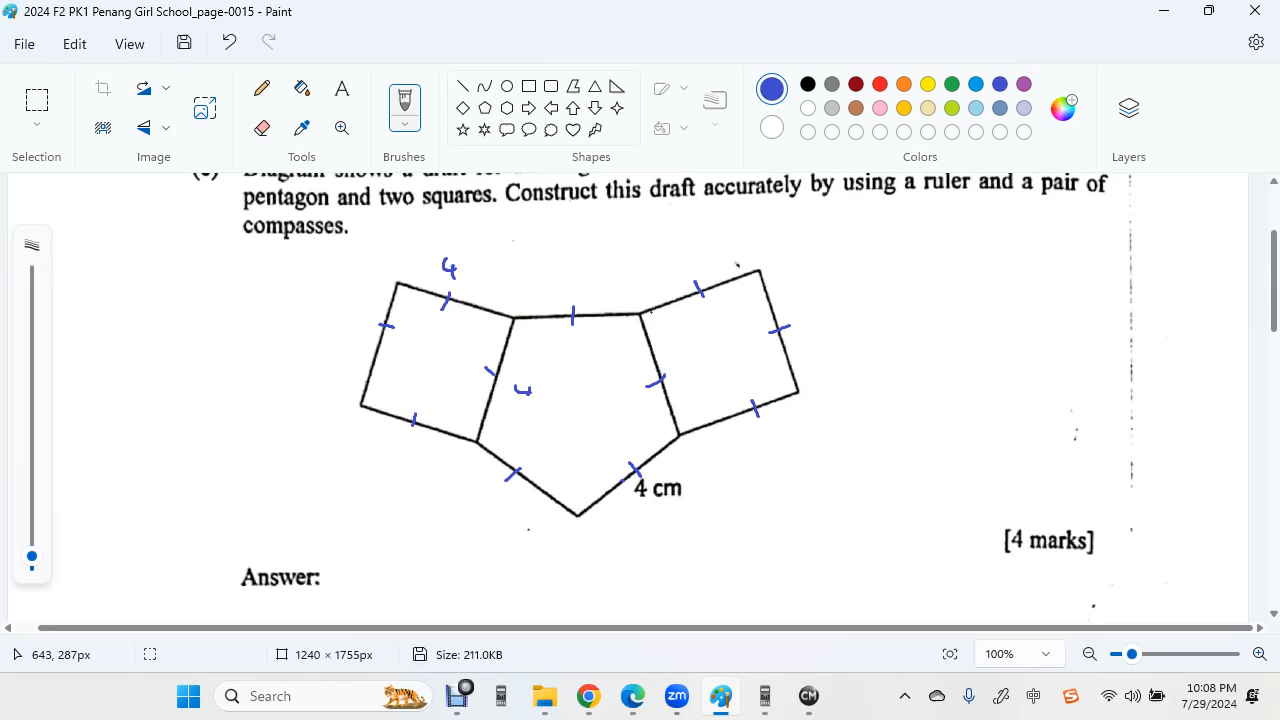 2024 F2 PK1 Penang Girl School_page-0015 - Paint
File Edit View
Selection Image Tools Brushes Shapes Colors Layers
pentagon and two squares. Construct this draft accurately by using a ruler and a pair of
compasses.
4
4
4 cm
[4 marks]
Answer:
643, 287px 1240 × 1755px Size: 211.0KB 100%
Search zm CM 10:08 PM
7/29/2024